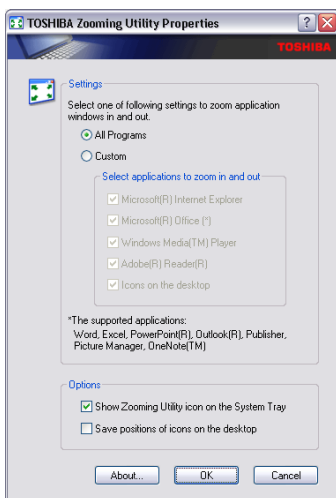 TOSHIBA Zooming Utility Properties
TOSHIBA
Settings
Select one of following settings to zoom application
windows in and out.
All Programs
Custom
Select applications to zoom in and out
Microsoft(R) Internet Explorer
Microsoft(R) Office (*)
Windows Media(TM) Player
Adobe(R) Reader(R)
Icons on the desktop
*The supported applications:
Word, Excel, PowerPoint(R), Outlook(R), Publisher,
Picture Manager, OneNote(TM)
Options
Show Zooming Utility icon on the System Tray
Save positions of icons on the desktop
About... OK Cancel